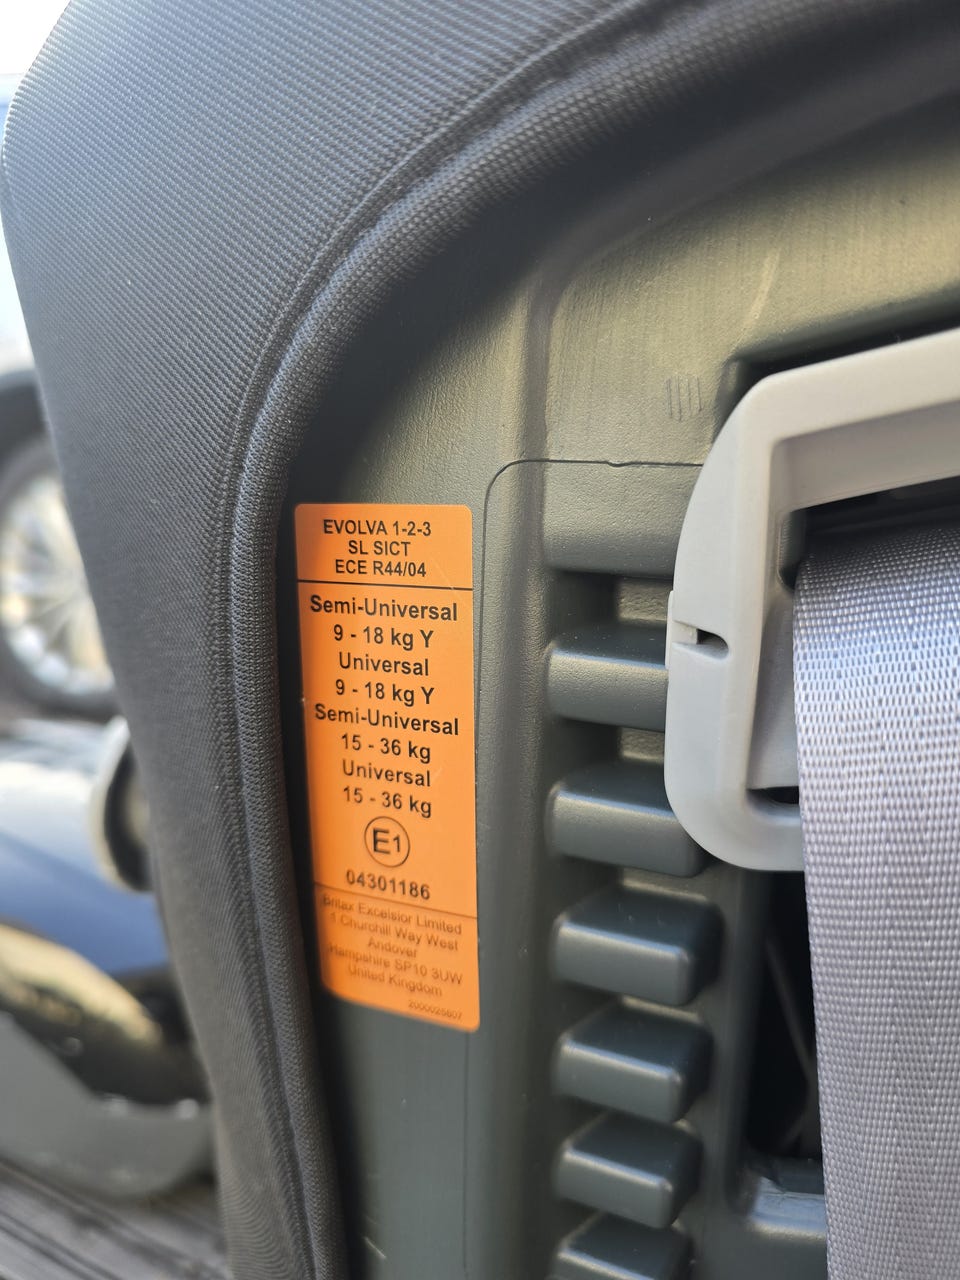 EVOLVA 1-2-3
SL SICT
ECE R44/04
Semi-Universal
9 - 18 kg Y
Universal
9 - 18 kg Y
Semi-Universal
15 - 36 kg
Universal
15 - 36 kg
E1
04301186
Britax Excelsior Limited
1 Churchill Way West
Andover
Hampshire SP10 3UW
United Kingdom
2000025807